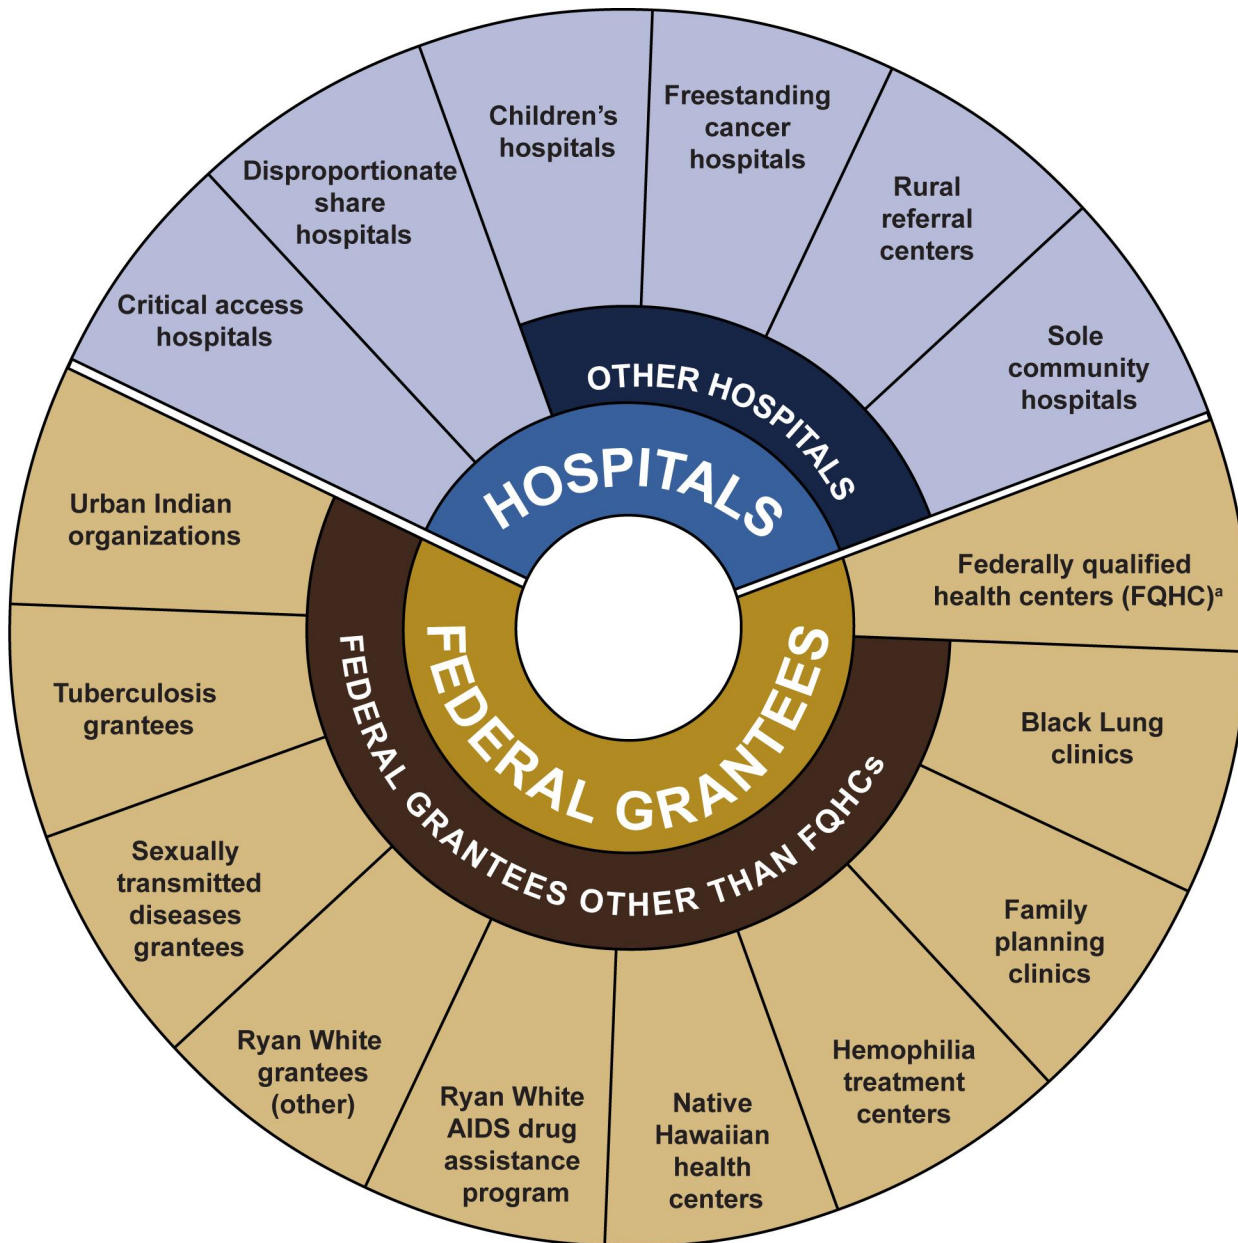 Critical access
hospitals
Disproportionate
share
hospitals
Children’s
hospitals
Freestanding
cancer
hospitals
Rural
referral
centers
Sole
community
hospitals
OTHER HOSPITALS
HOSPITALS
FEDERAL GRANTEES
FEDERAL GRANTEES OTHER THAN FQHCs
Federally qualified
health centers (FQHC)ᵃ
Black Lung
clinics
Family
planning
clinics
Hemophilia
treatment
centers
Native
Hawaiian
health
centers
Ryan White
AIDS drug
assistance
program
Ryan White
grantees
(other)
Sexually
transmitted
diseases
grantees
Tuberculosis
grantees
Urban Indian
organizations